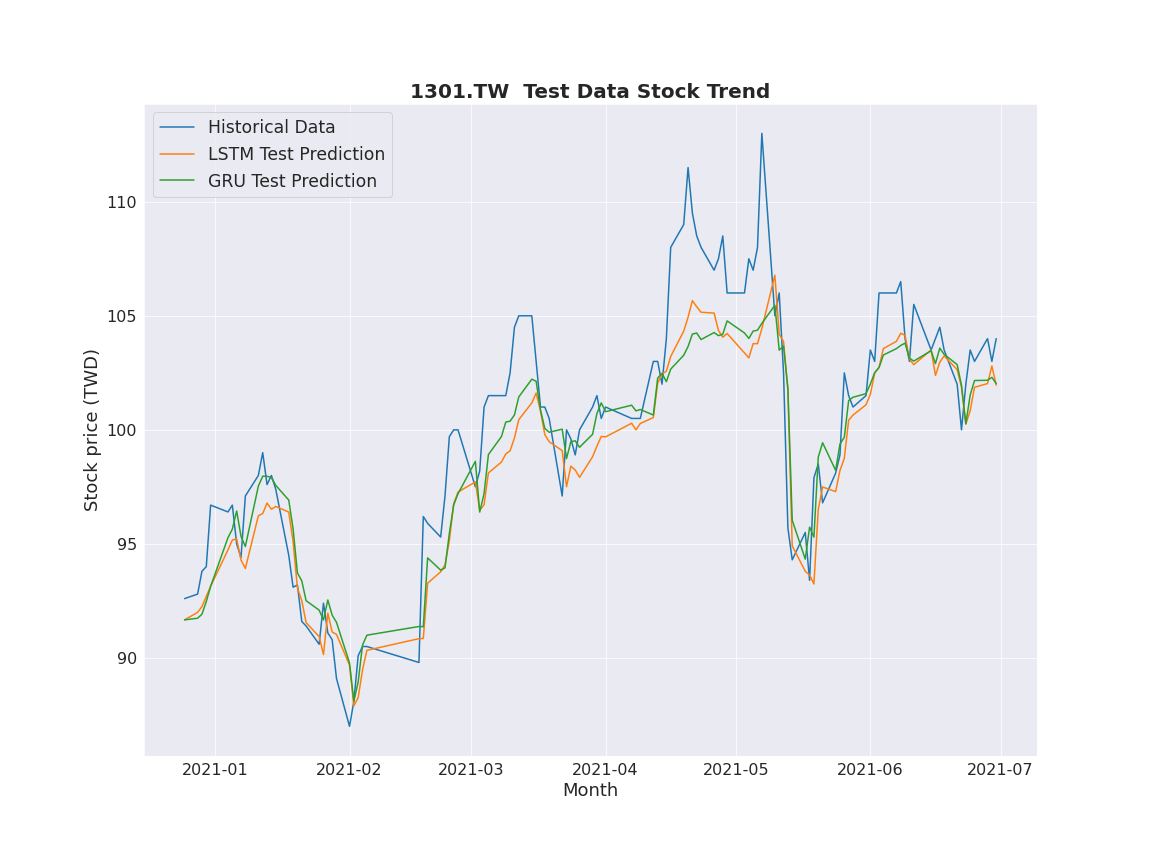 1301.TW  Test Data Stock Trend
Historical Data
LSTM Test Prediction
GRU Test Prediction
Stock price (TWD)
110
105
100
95
90
2021-01
2021-02
2021-03
2021-04
2021-05
2021-06
2021-07
Month